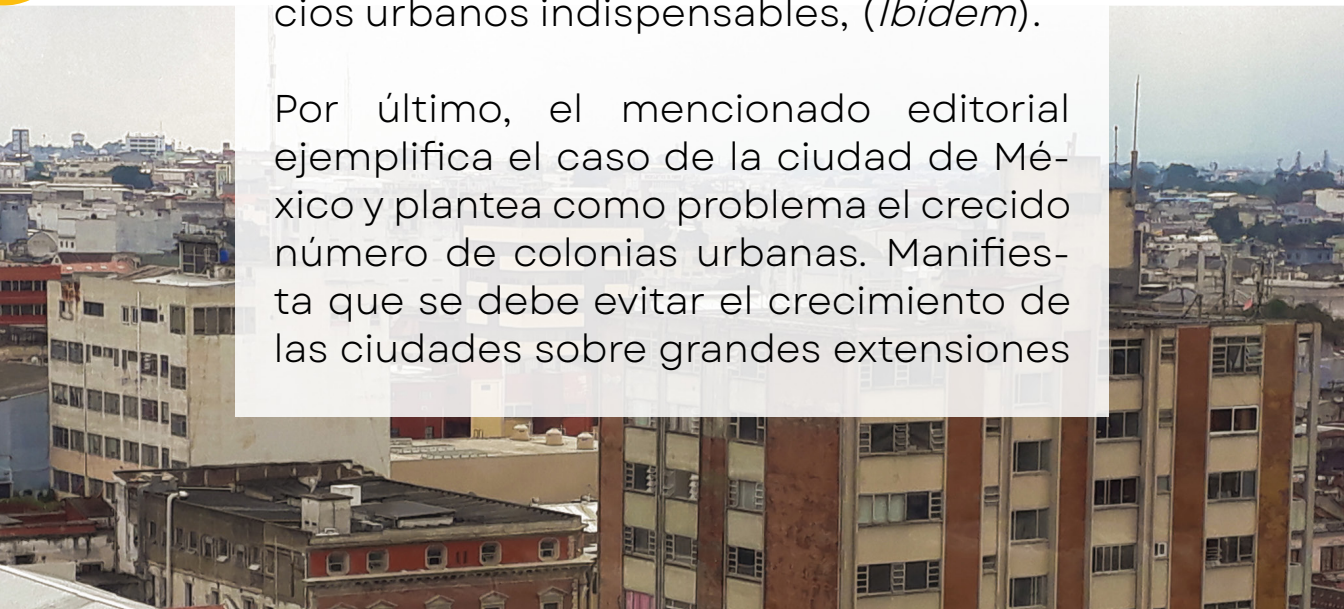 cios urbanos indispensables, (Ibídem).
Por último, el mencionado editorial
ejemplifica el caso de la ciudad de Mé-
xico y plantea como problema el crecido
número de colonias urbanas. Manifies-
ta que se debe evitar el crecimiento de
las ciudades sobre grandes extensiones